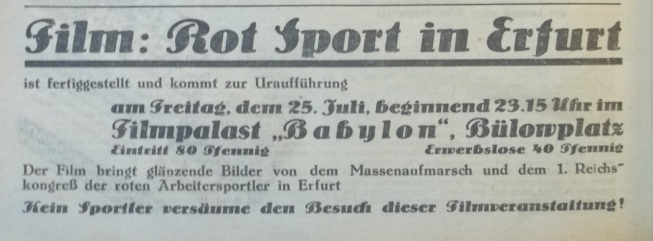 Film: Rot Sport in Erfurt
ist fertiggestellt und kommt zur Uraufführung
am Freitag, dem 25. Juli, beginnend 23.15 Uhr im
Filmpalast „Babylon“, Bülowplatz
Eintritt 80 Pfennig Erwerbslose 40 Pfennig
Der Film bringt glänzende Bilder von dem Massenaufmarsch und dem 1. Reichs-
kongreß der roten Arbeitersportler in Erfurt
Kein Sportler versäume den Besuch dieser Filmveranstaltung!